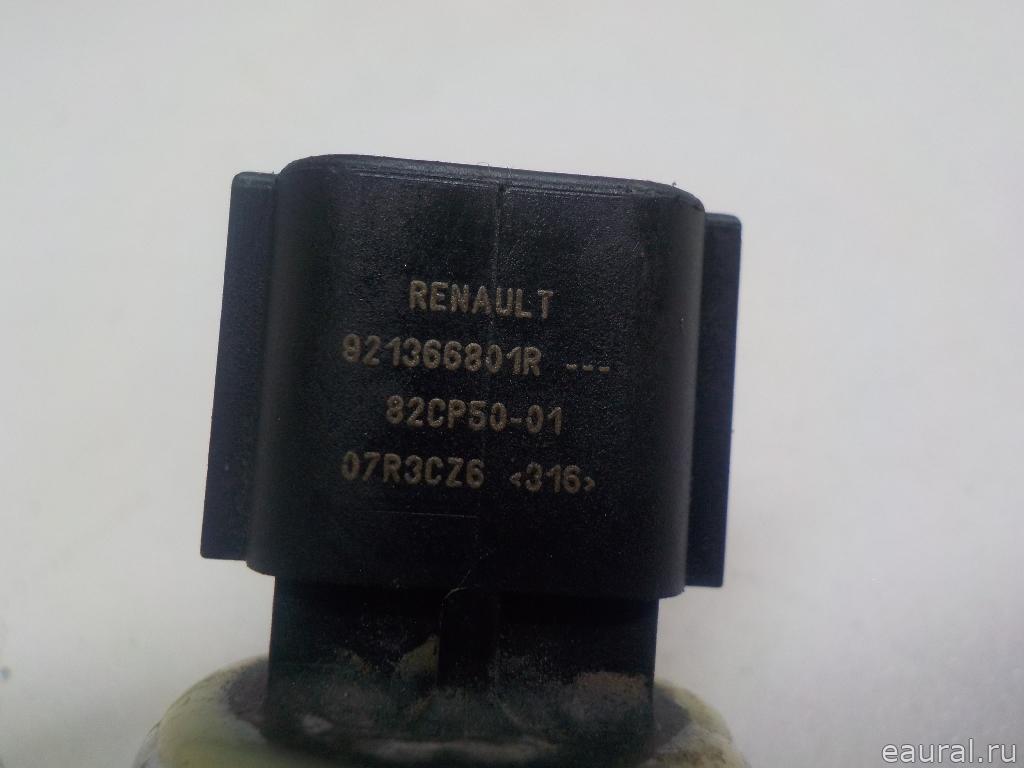 RENAULT
921366801R ---
82CP50-01
07R3CZ6 <316>
eaural.ru